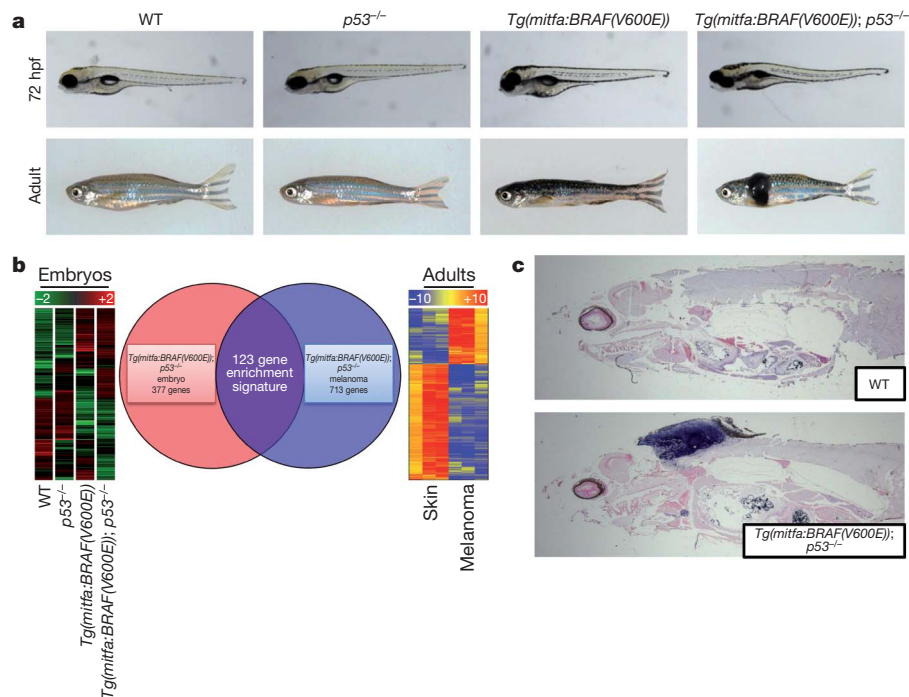 a
WT
p53–/–
Tg(mitfa:BRAF(V600E))
Tg(mitfa:BRAF(V600E)); p53–/–
72 hpf
Adult
b
Embryos
–2
+2
WT
p53–/–
Tg(mitfa:BRAF(V600E))
Tg(mitfa:BRAF(V600E)); p53–/–
Tg(mitfa:BRAF(V600E));
p53–/–
embryo
377 genes
123 gene
enrichment
signature
Tg(mitfa:BRAF(V600E));
p53–/–
melanoma
713 genes
Adults
–10
+10
Skin
Melanoma
c
WT
Tg(mitfa:BRAF(V600E));
p53–/–